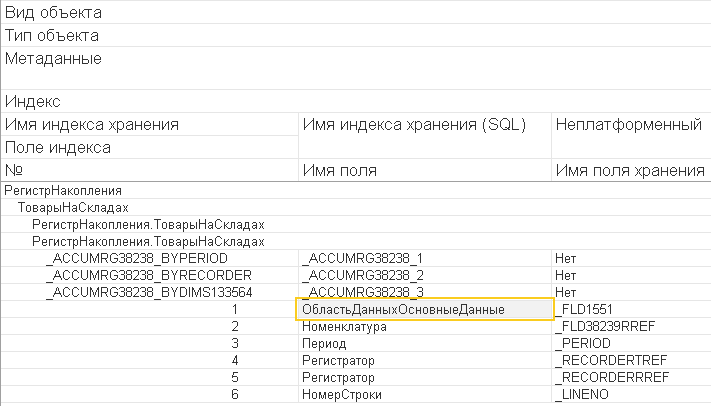 Вид объекта
Тип объекта
Метаданные
Индекс
Имя индекса хранения Имя индекса хранения (SQL) Неплатформенный
Поле индекса
№ Имя поля Имя поля хранения
РегистрНакопления
ТоварыНаСкладах
РегистрНакопления.ТоварыНаСкладах
РегистрНакопления.ТоварыНаСкладах
_ACCUMRG38238_BYPERIOD _ACCUMRG38238_1 Нет
_ACCUMRG38238_BYRECORDER _ACCUMRG38238_2 Нет
_ACCUMRG38238_BYDIMS133564 _ACCUMRG38238_3 Нет
1 ОбластьДанныхОсновныеДанные _FLD1551
2 Номенклатура _FLD38239RREF
3 Период _PERIOD
4 Регистратор _RECORDERTREF
5 Регистратор _RECORDERRREF
6 НомерСтроки _LINENO